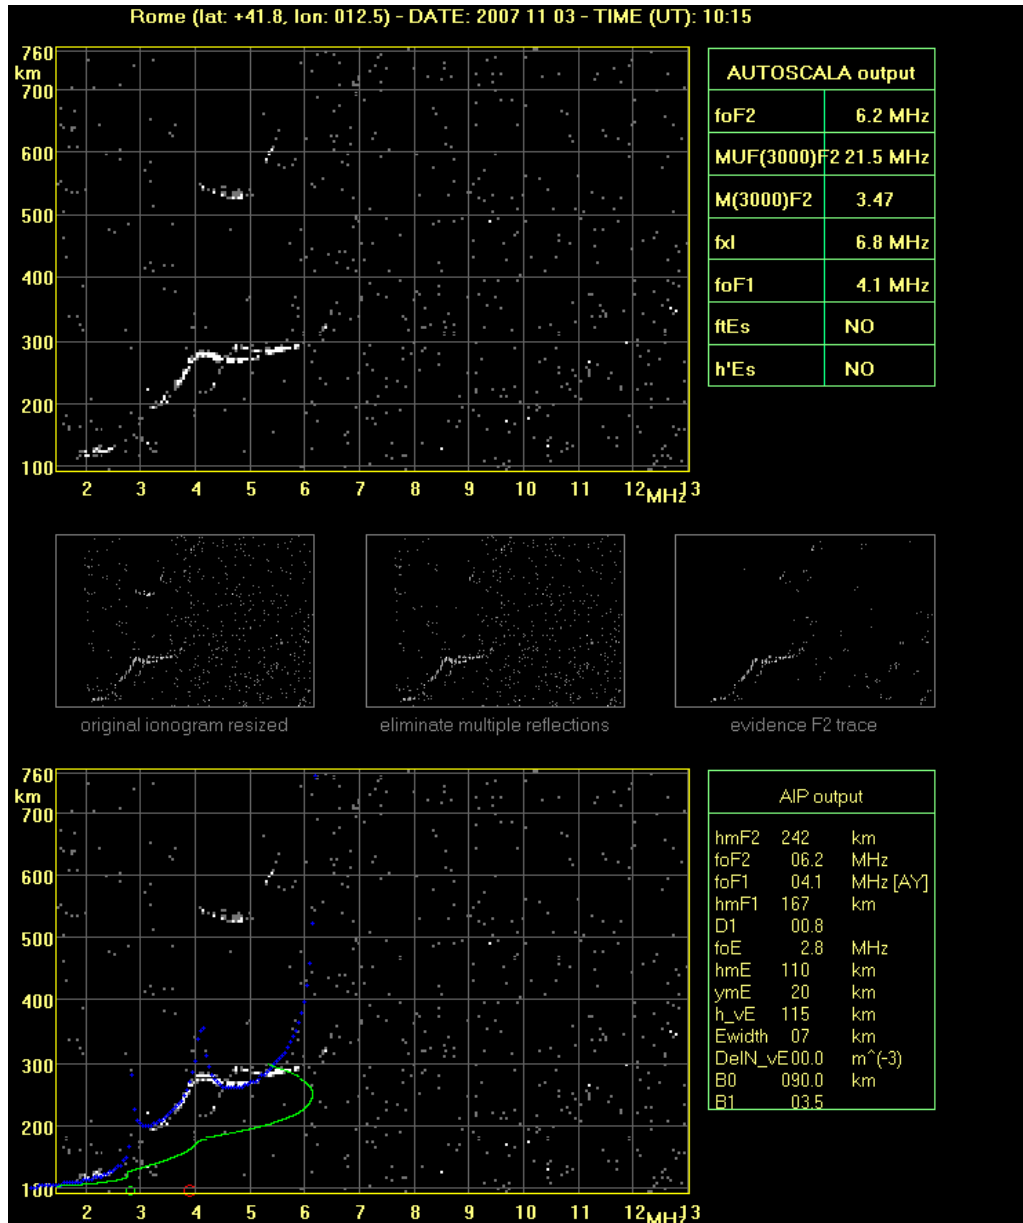 Rome (lat: +41.8, lon: 012.5) - DATE: 2007 11 03 - TIME (UT): 10:15
760
km
700
600
500
400
300
200
100
2 3 4 5 6 7 8 9 10 11 12 MHz 13
AUTOSCALA output
foF2 6.2 MHz
MUF(3000)F2 21.5 MHz
M(3000)F2 3.47
fxI 6.8 MHz
foF1 4.1 MHz
ftEs NO
h'Es NO
original ionogram resized
eliminate multiple reflections
evidence F2 trace
760
km
700
600
500
400
300
200
100
2 3 4 5 6 7 8 9 10 11 12 MHz 13
AIP output
hmF2 242 km
foF2 06.2 MHz
foF1 04.1 MHz [AY]
hmF1 167 km
D1 00.8
foE 2.8 MHz
hmE 110 km
ymE 20 km
h_vE 115 km
Ewidth 07 km
DelN_vE 00.0 m^(-3)
B0 090.0 km
B1 03.5